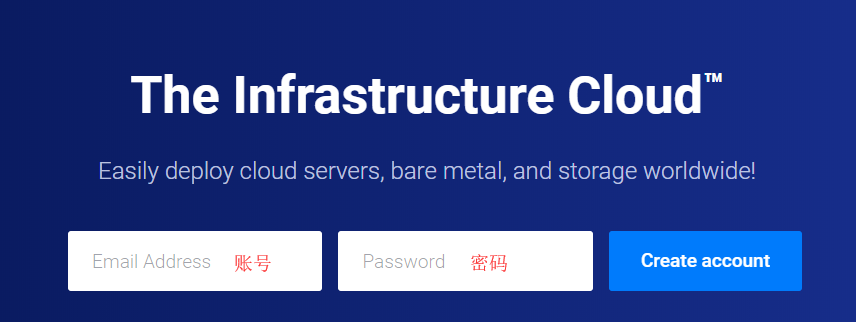 The Infrastructure Cloud™
Easily deploy cloud servers, bare metal, and storage worldwide!
Email Address 账号 Password 密码 Create account